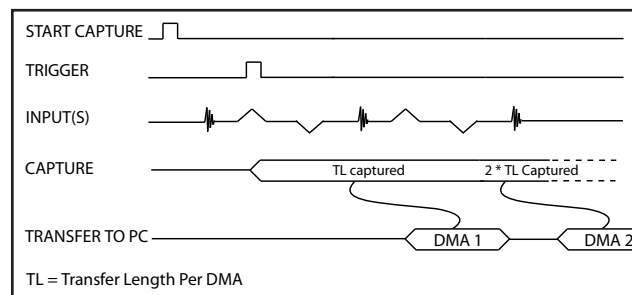 START CAPTURE
TRIGGER
INPUT(S)
CAPTURE
TL captured
2 * TL Captured
TRANSFER TO PC
DMA 1
DMA 2
TL = Transfer Length Per DMA